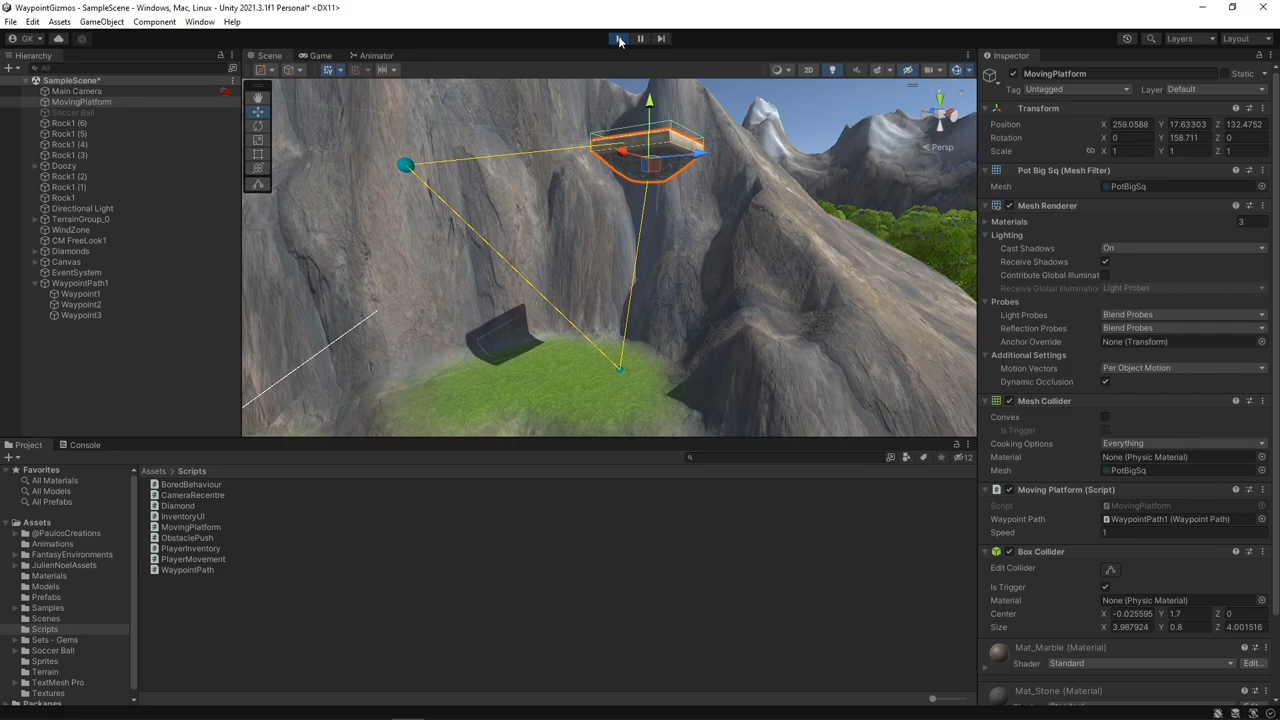 WaypointGizmos - SampleScene - Windows, Mac, Linux - Unity 2021.3.1f1 Personal* <DX11>
File Edit Assets GameObject Component Window Help
GK Layers Layout
Hierarchy
All
SampleScene*
Main Camera
MovingPlatform
Soccer Ball
Rock1 (6)
Rock1 (5)
Rock1 (4)
Rock1 (3)
Doozy
Rock1 (2)
Rock1 (1)
Rock1
Directional Light
TerrainGroup_0
WindZone
CM FreeLook1
Diamonds
Canvas
EventSystem
WaypointPath1
Waypoint1
Waypoint2
Waypoint3
Scene Game Animator
2D
y
Persp
Inspector
MovingPlatform Static
Tag Untagged Layer Default
Transform
Position X 259.0588 Y 17.63303 Z 132.4752
Rotation X 0 Y 158.711 Z 0
Scale X 1 Y 1 Z 1
Pot Big Sq (Mesh Filter)
Mesh PotBigSq
Mesh Renderer
Materials 3
Lighting
Cast Shadows On
Receive Shadows
Contribute Global Illuminat
Receive Global Illumination Light Probes
Probes
Light Probes Blend Probes
Reflection Probes Blend Probes
Anchor Override None (Transform)
Additional Settings
Motion Vectors Per Object Motion
Dynamic Occlusion
Mesh Collider
Convex
Is Trigger
Cooking Options Everything
Material None (Physic Material)
Mesh PotBigSq
Moving Platform (Script)
Script MovingPlatform
Waypoint Path WaypointPath1 (Waypoint Path)
Speed 1
Box Collider
Edit Collider
Is Trigger
Material None (Physic Material)
Center X -0.025595 Y 1.7 Z 0
Size X 3.987924 Y 0.8 Z 4.001516
Mat_Marble (Material)
Shader Standard Edit...
Mat_Stone (Material)
Shader Standard Edit...
Project Console
12
Favorites
All Materials
All Models
All Prefabs
Assets
@PaulosCreations
Animations
FantasyEnvironments
JulienNoelAssets
Materials
Models
Prefabs
Samples
Scenes
Scripts
Sets - Gems
Soccer Ball
Sprites
Terrain
TextMesh Pro
Textures
Packages
Assets > Scripts
BoredBehaviour
CameraRecentre
Diamond
InventoryUI
MovingPlatform
ObstaclePush
PlayerInventory
PlayerMovement
WaypointPath